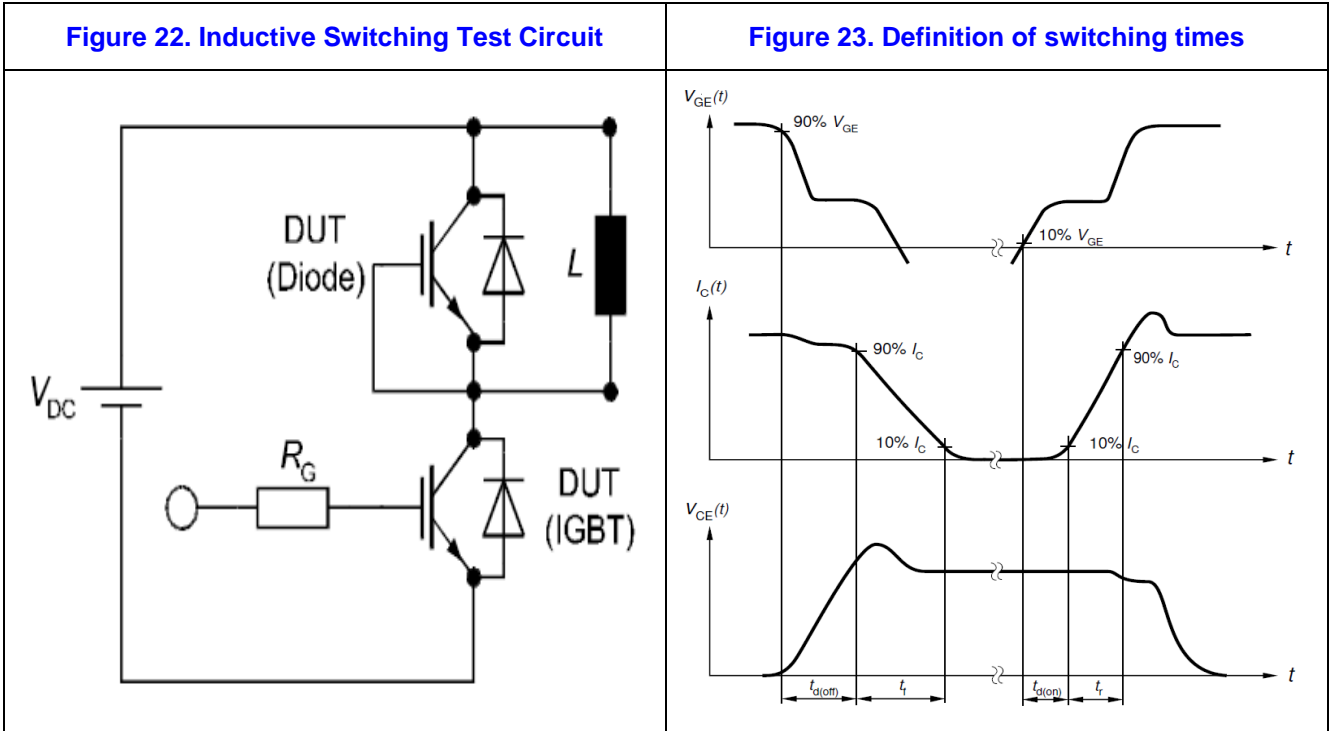 Figure 22. Inductive Switching Test Circuit
Figure 23. Definition of switching times
DUT
(Diode)
L
VDC
RG
DUT
(IGBT)
VGE(t)
90% VGE
10% VGE
t
IC(t)
90% IC
90% IC
10% IC
10% IC
t
VCE(t)
t
td(off)
tf
td(on)
tr